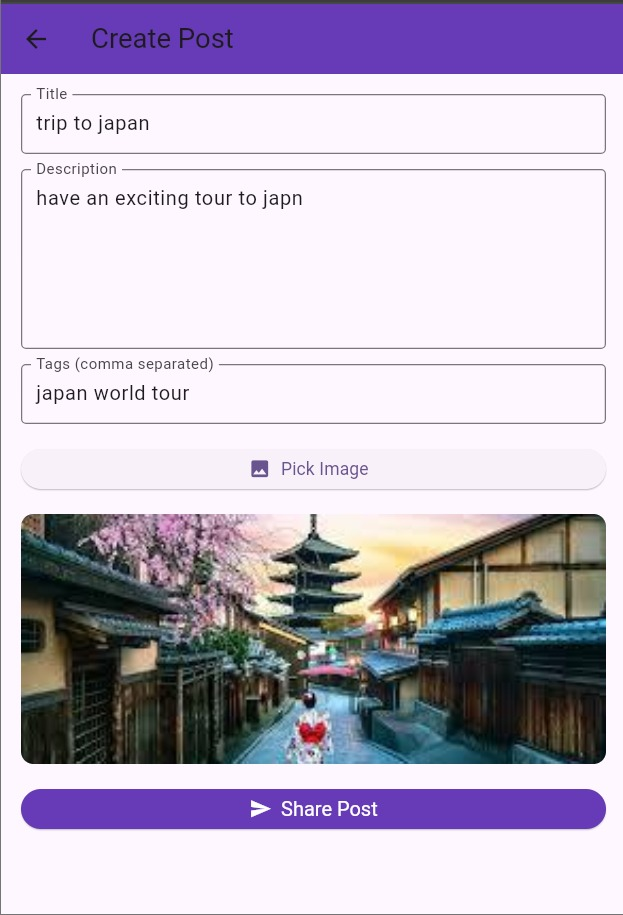 Create Post
Title
trip to japan
Description
have an exciting tour to japn
Tags (comma separated)
japan world tour
Pick Image
Share Post